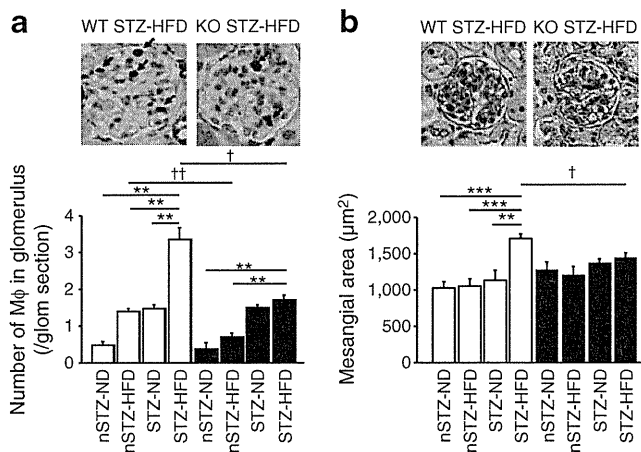 a
WT STZ-HFD KO STZ-HFD
†
††
**
**
**
**
**
Number of Mφ in glomerulus
(/glom section)
4
3
2
1
0
nSTZ-ND
nSTZ-HFD
STZ-ND
STZ-HFD
nSTZ-ND
nSTZ-HFD
STZ-ND
STZ-HFD
b
WT STZ-HFD KO STZ-HFD
†
***
***
**
Mesangial area (μm²)
2,000
1,500
1,000
500
0
nSTZ-ND
nSTZ-HFD
STZ-ND
STZ-HFD
nSTZ-ND
nSTZ-HFD
STZ-ND
STZ-HFD